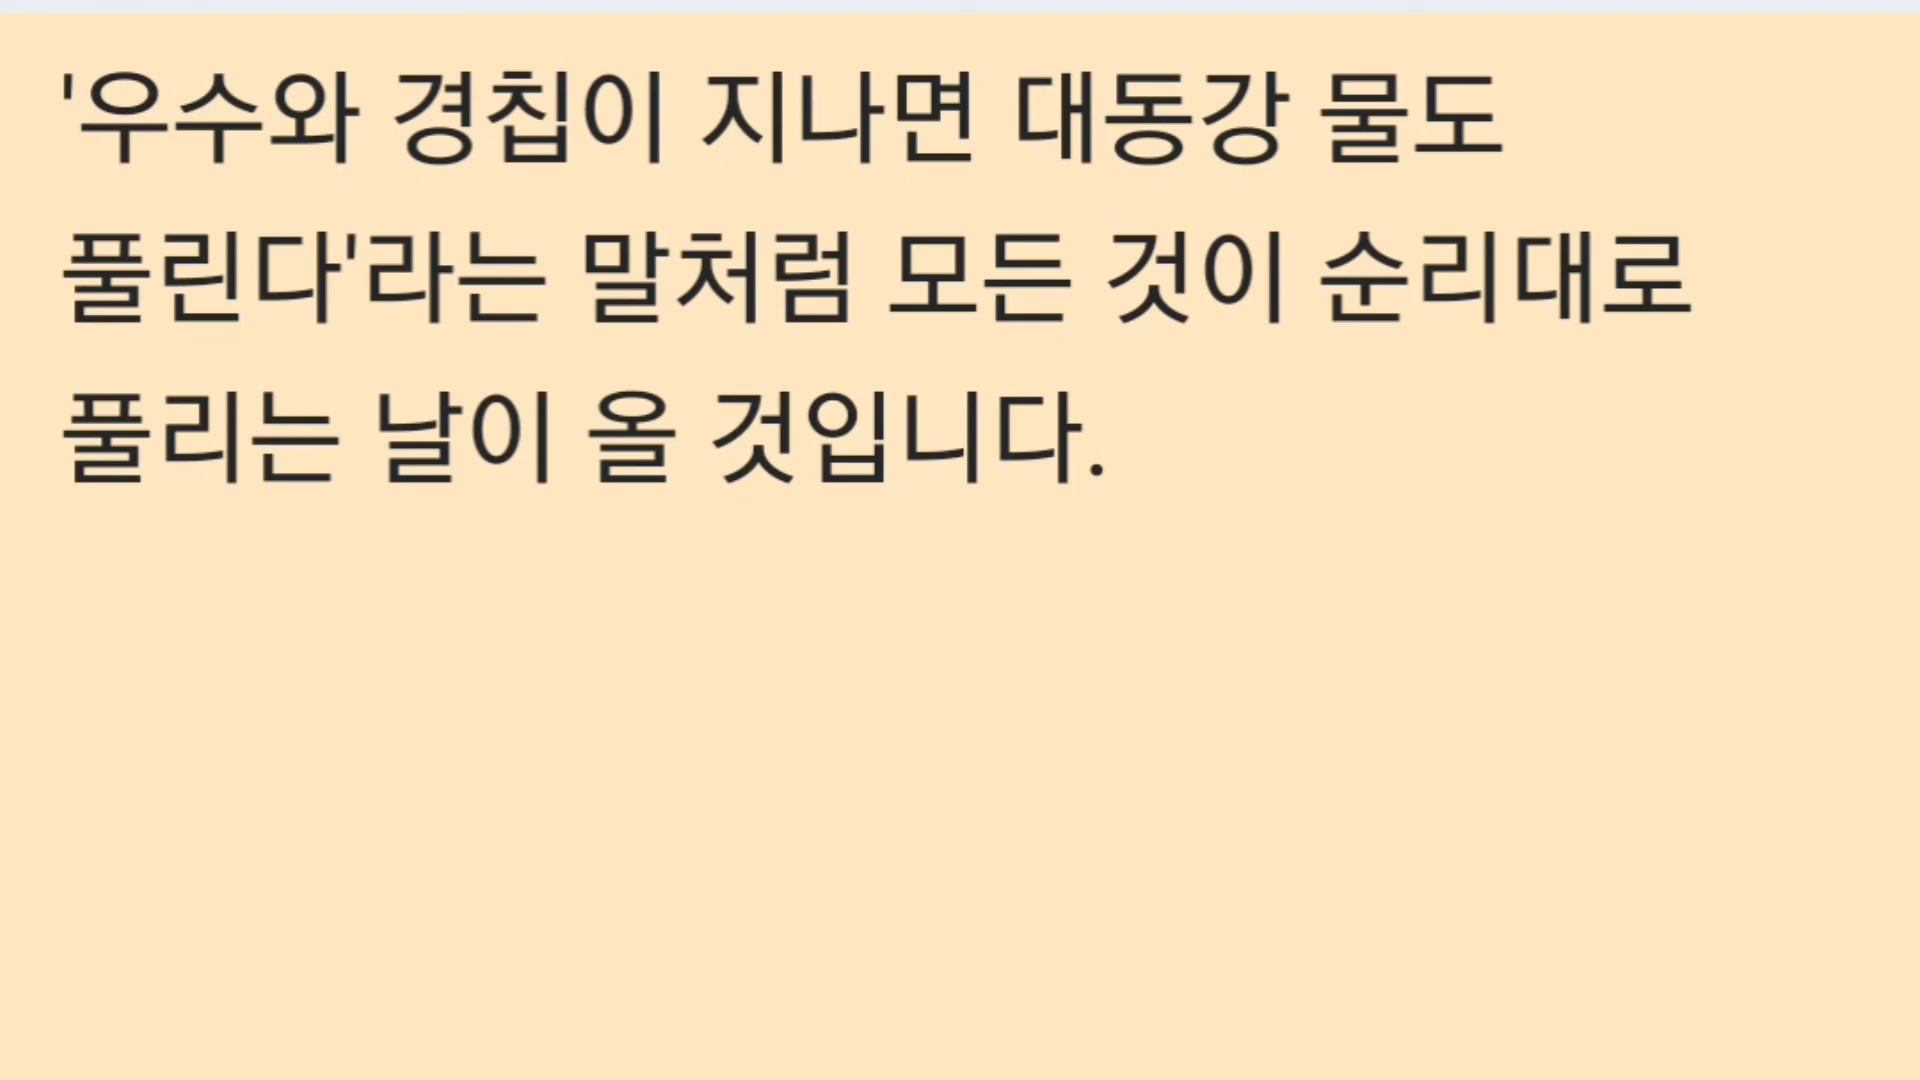 '우수와 경칩이 지나면 대동강 물도
풀린다'라는 말처럼 모든 것이 순리대로
풀리는 날이 올 것입니다.